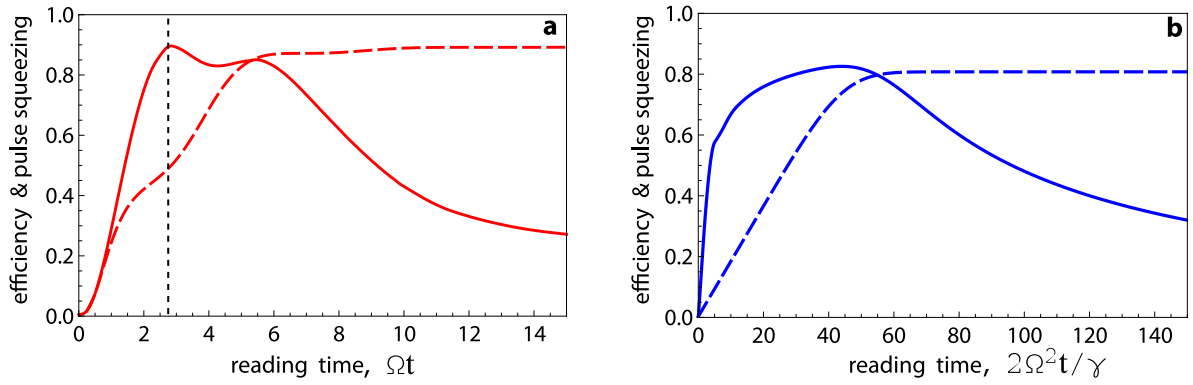 a
efficiency & pulse squeezing
1.0
0.8
0.6
0.4
0.2
0.0
0 2 4 6 8 10 12 14
reading time, Ωt
b
efficiency & pulse squeezing
1.0
0.8
0.6
0.4
0.2
0.0
0 20 40 60 80 100 120 140
reading time, 2Ω²t/γ